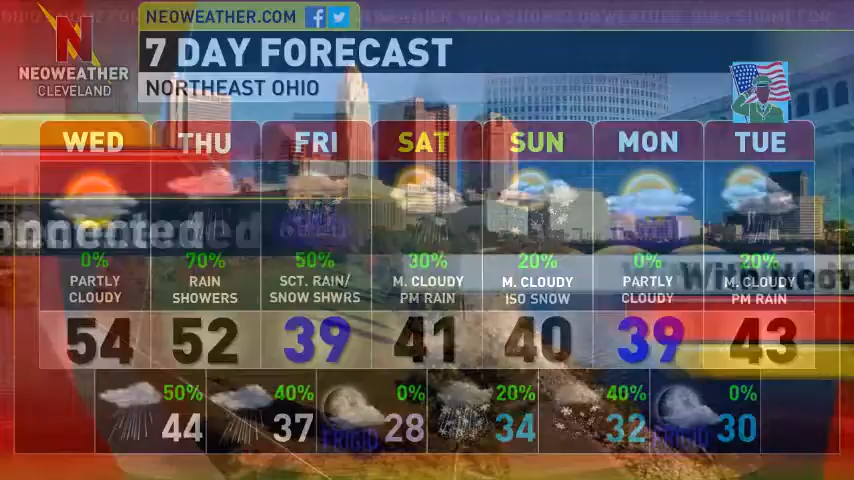 NEOWEATHER.COM
7 DAY FORECAST
NORTHEAST OHIO
N
NEOWEATHER
CLEVELAND
WED THU FRI SAT SUN MON TUE
connecteded
With Neow
0% 70% 50% 30% 20% 0% 20%
PARTLY CLOUDY
RAIN SHOWERS
SCT. RAIN/ SNOW SHWRS
M. CLOUDY PM RAIN
M. CLOUDY ISO SNOW
PARTLY CLOUDY
M. CLOUDY PM RAIN
54 52 39 41 40 39 43
50% 40% 0% 20% 40% 0%
44 37 28 34 32 30
FRIGID FRIGID